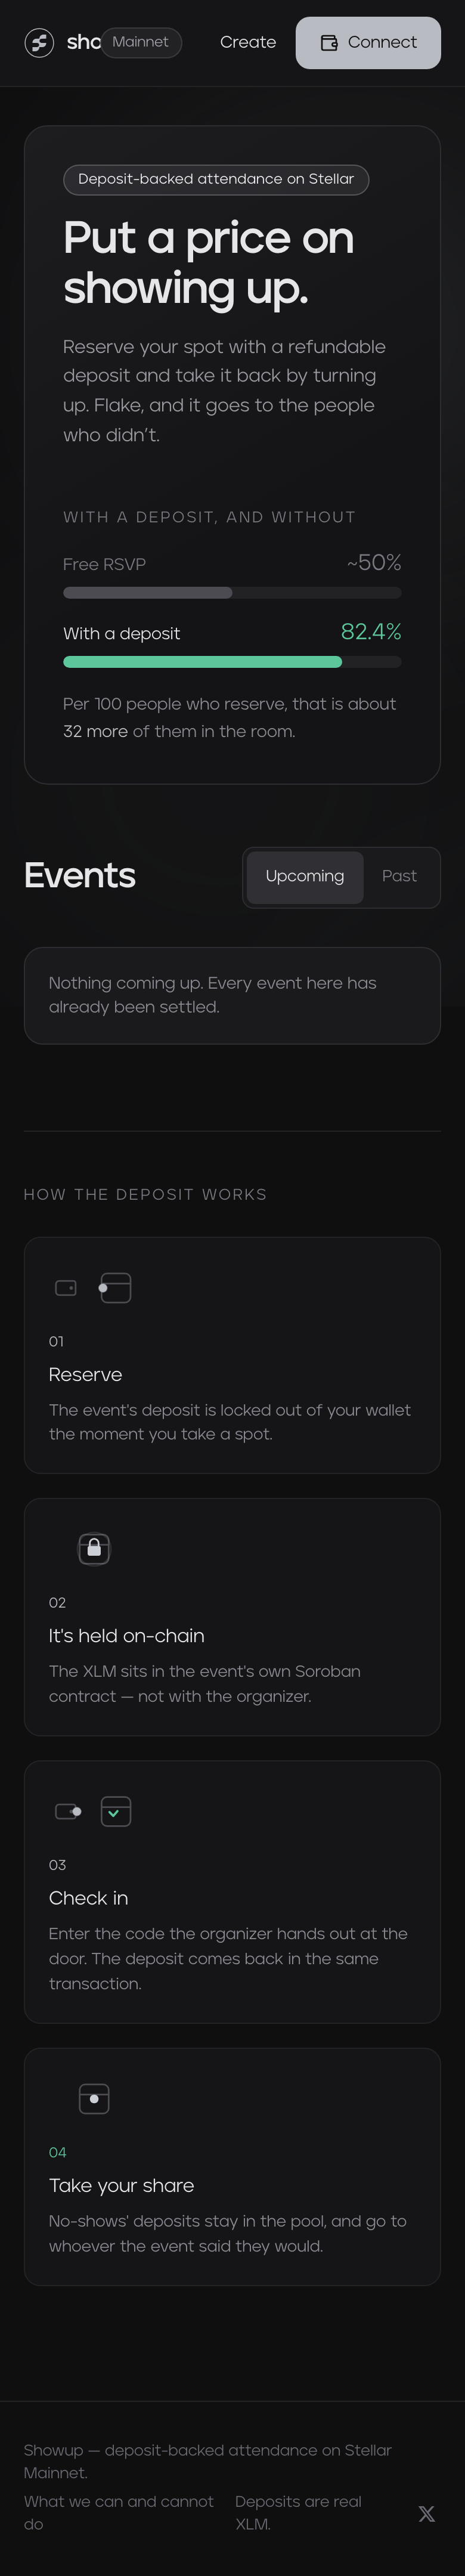 sho
Mainnet
Create
Connect
Deposit-backed attendance on Stellar
Put a price on
showing up.
Reserve your spot with a refundable
deposit and take it back by turning
up. Flake, and it goes to the people
who didn't.
WITH A DEPOSIT, AND WITHOUT
Free RSVP ~50%
With a deposit 82.4%
Per 100 people who reserve, that is about
32 more of them in the room.
Events
Upcoming Past
Nothing coming up. Every event here has
already been settled.
HOW THE DEPOSIT WORKS
01
Reserve
The event's deposit is locked out of your wallet
the moment you take a spot.
02
It's held on-chain
The XLM sits in the event's own Soroban
contract — not with the organizer.
03
Check in
Enter the code the organizer hands out at the
door. The deposit comes back in the same
transaction.
04
Take your share
No-shows' deposits stay in the pool, and go to
whoever the event said they would.
Showup — deposit-backed attendance on Stellar
Mainnet.
What we can and cannot
do
Deposits are real
XLM.